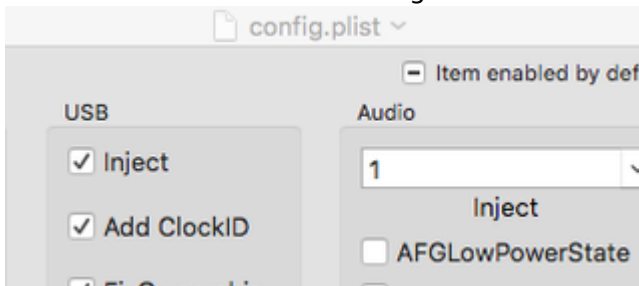 config.plist
Item enabled by def
USB
Audio
Inject
1
Inject
Add ClockID
AFGLowPowerState